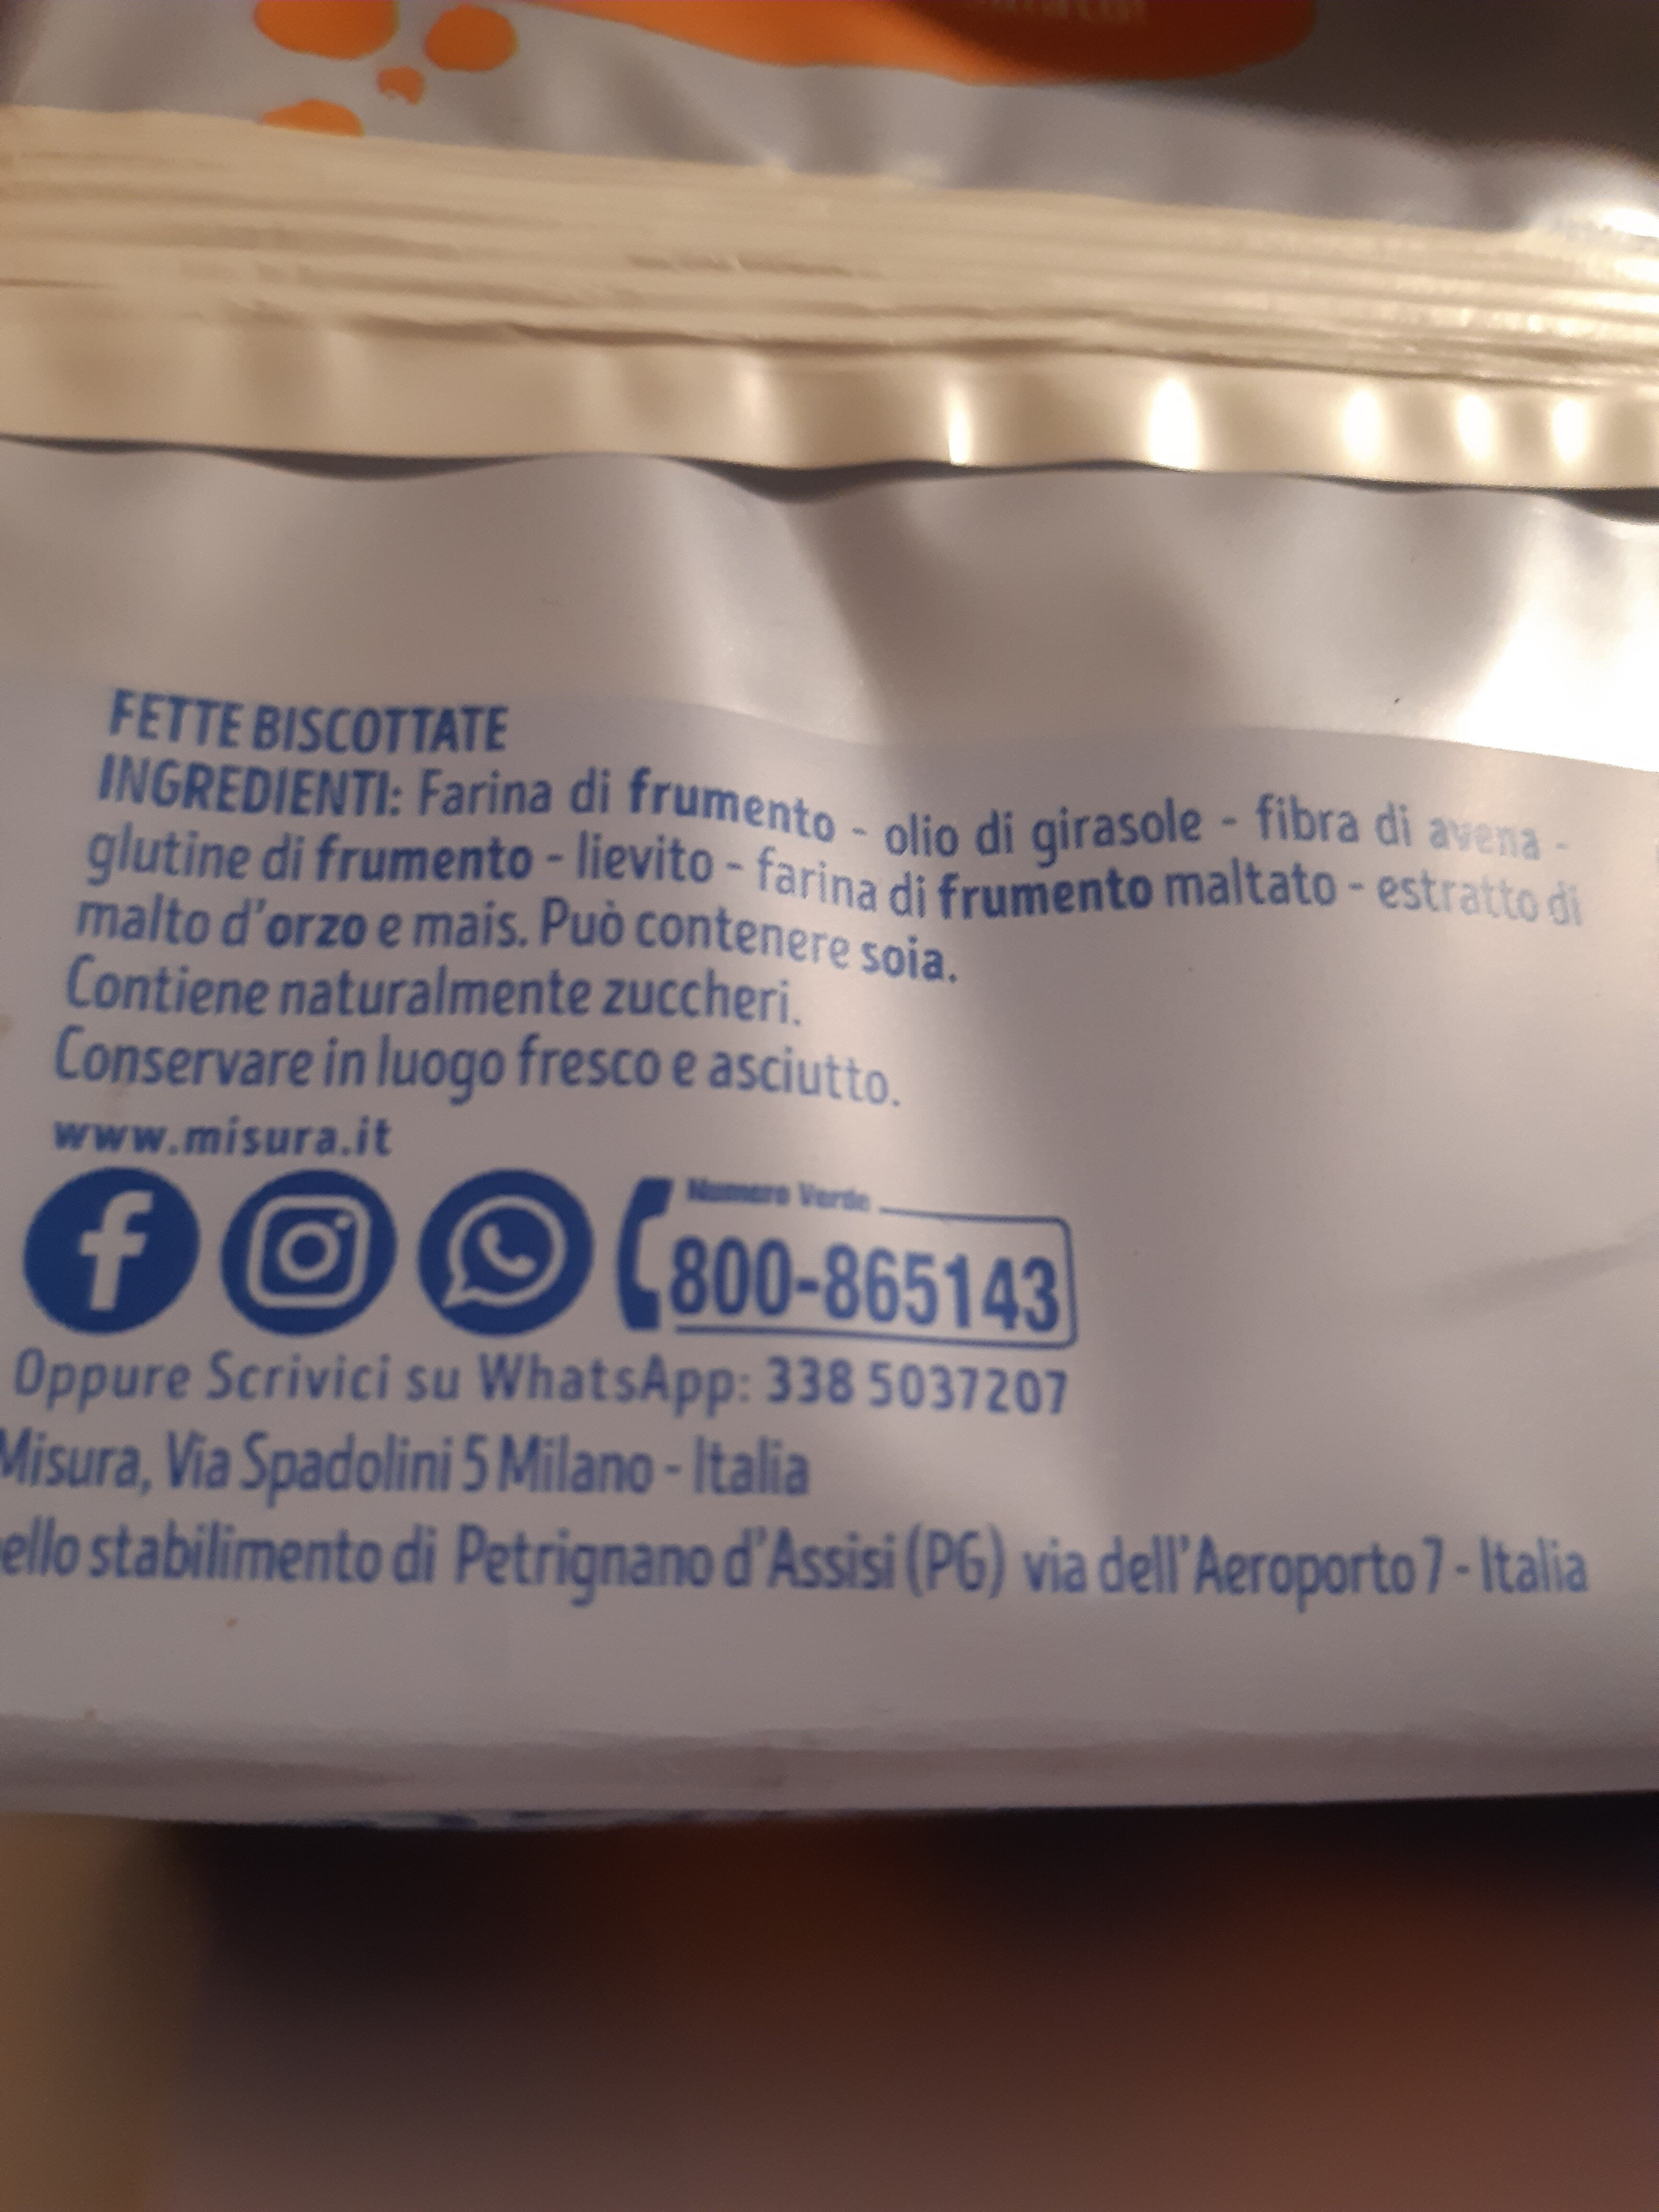 FETTE BISCOTTATE
INGREDIENTI: Farina di frumento - olio di girasole - fibra di avena -
glutine di frumento - lievito - farina di frumento maltato - estratto di
malto d'orzo e mais. Può contenere soia.
Contiene naturalmente zuccheri.
Conservare in luogo fresco e asciutto.
www.misura.it
Numero Verde
800-865143
Oppure Scrivici su WhatsApp: 338 5037207
Misura, Via Spadolini 5 Milano - Italia
ello stabilimento di Petrignano d'Assisi (PG) via dell'Aeroporto 7 - Italia